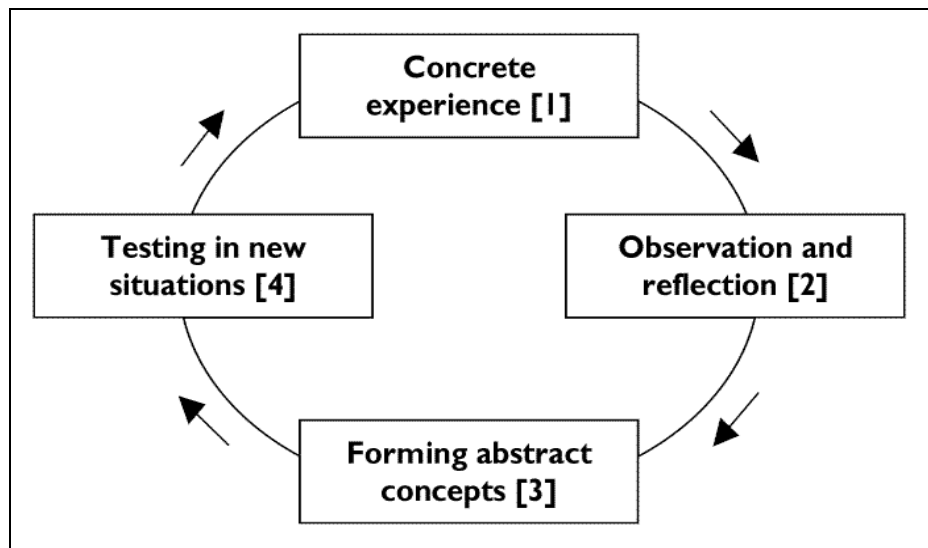 Concrete
experience [1]
Observation and
reflection [2]
Forming abstract
concepts [3]
Testing in new
situations [4]